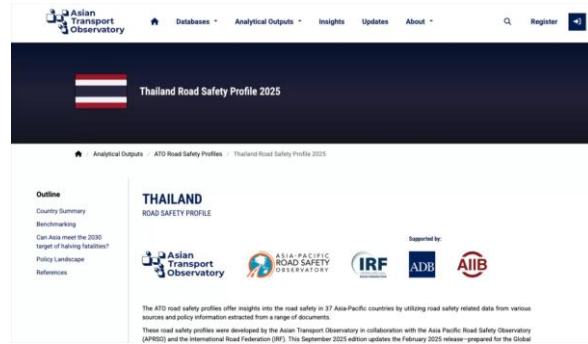 Asian Transport Observatory
Databases
Analytical Outputs
Insights
Updates
About
Register
Thailand Road Safety Profile 2025
/ Analytical Outputs / ATO Road Safety Profiles / Thailand Road Safety Profile 2025
Outline
Country Summary
Benchmarking
Can Asia meet the 2030
target of halving fatalities?
Policy Landscape
References
THAILAND
ROAD SAFETY PROFILE
Supported by:
Asian
Transport
Observatory
ASIA-PACIFIC
ROAD SAFETY
OBSERVATORY
IRF
ADB
AIIB
The ATO road safety profiles offer insights into the road safety in 37 Asia-Pacific countries by utilizing road safety related data from various
sources and policy information extracted from a range of documents.
These road safety profiles were developed by the Asian Transport Observatory in collaboration with the Asia Pacific Road Safety Observatory
(APRSO) and the International Road Federation (IRF). This September 2025 edition updates the February 2025 release—prepared for the Global